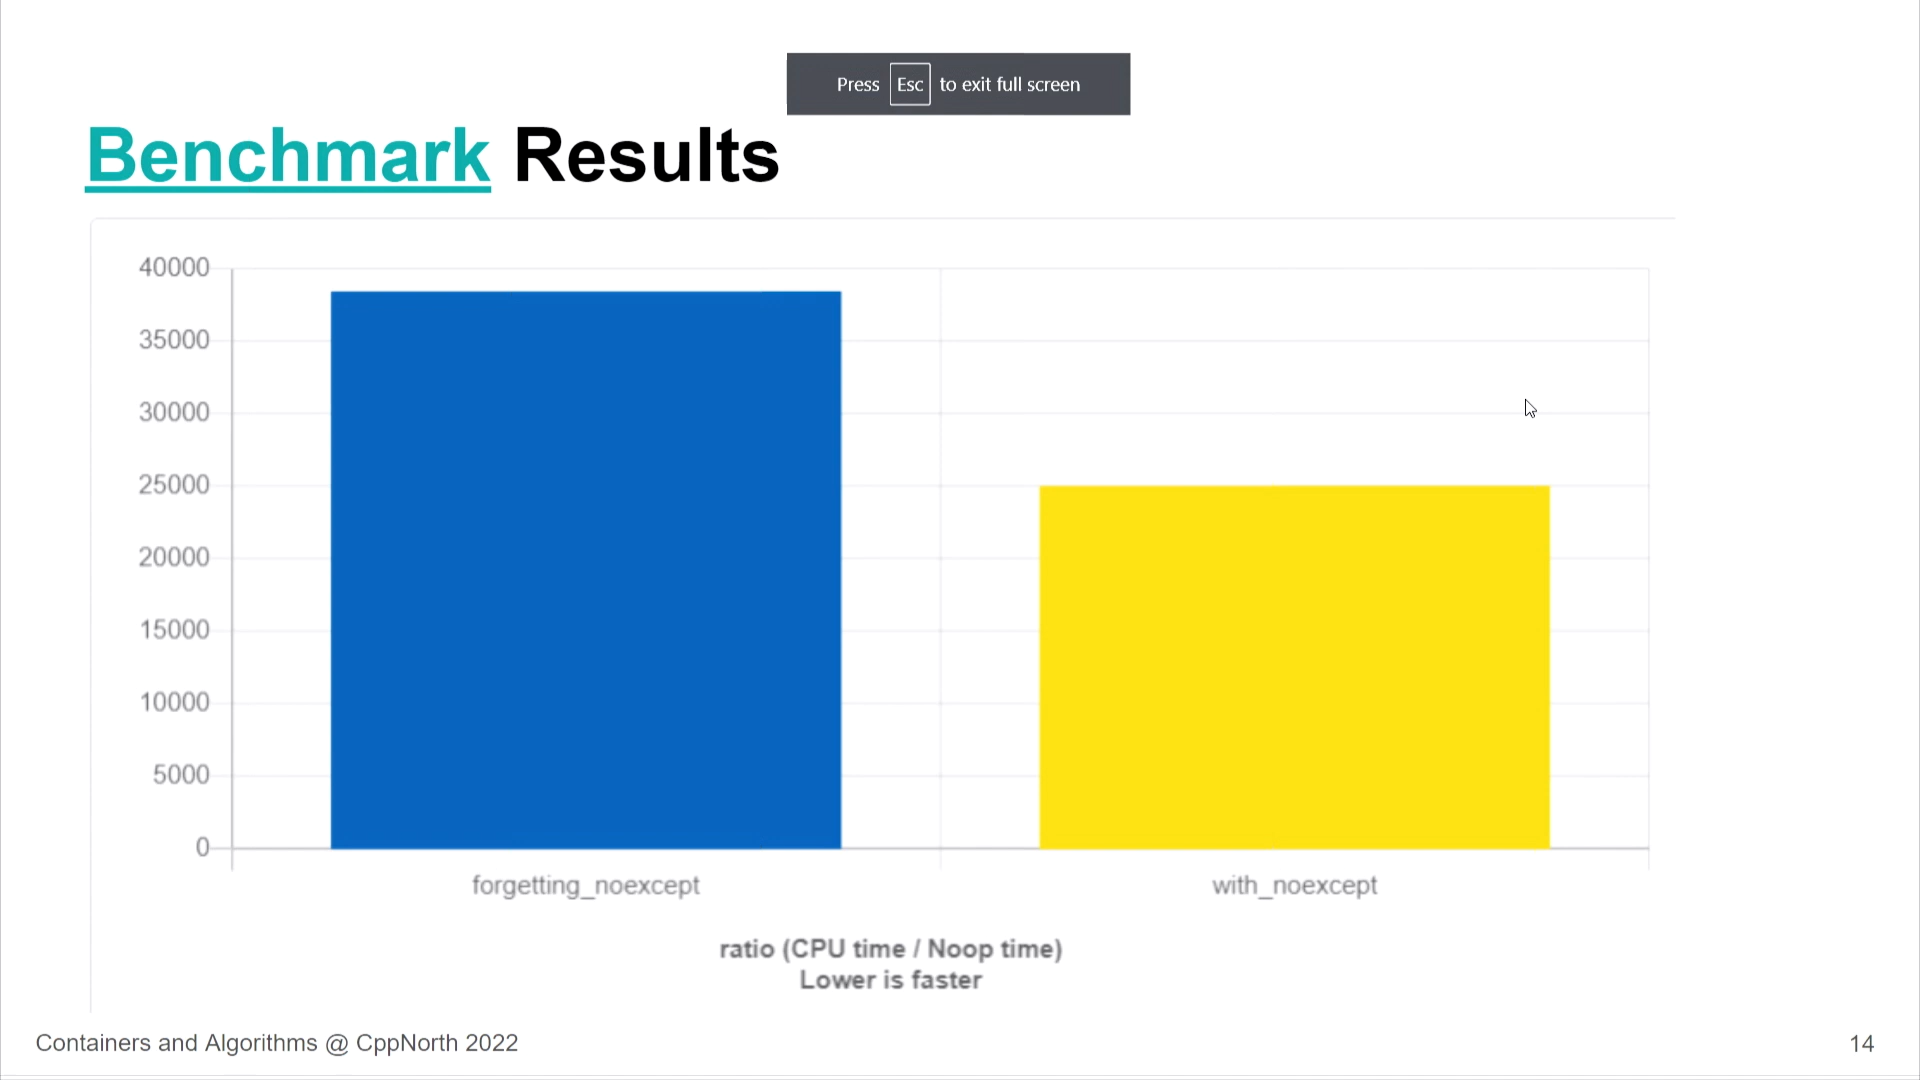 Press Esc to exit full screen
Benchmark Results
40000
35000
30000
25000
20000
15000
10000
5000
0
forgetting_noexcept with_noexcept
ratio (CPU time / Noop time)
Lower is faster
Containers and Algorithms @ CppNorth 2022 14